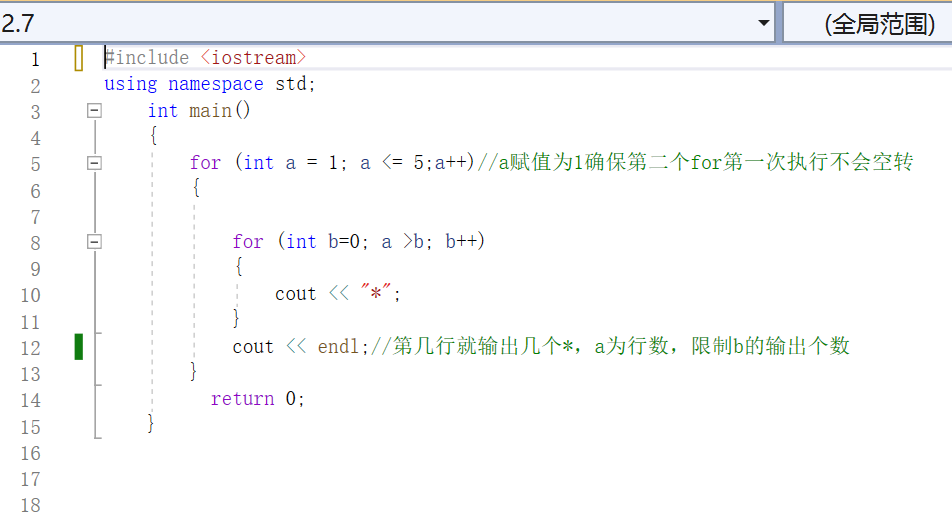 2.7 (全局范围)
1 #include <iostream>
2 using namespace std;
3 int main()
4 {
5 for (int a = 1; a <= 5;a++)//a赋值为1确保第二个for第一次执行不会空转
6 {
7
8 for (int b=0; a >b; b++)
9 {
10 cout << "*";
11 }
12 cout << endl;//第几行就输出几个*，a为行数，限制b的输出个数
13 }
14 return 0;
15 }
16
17
18